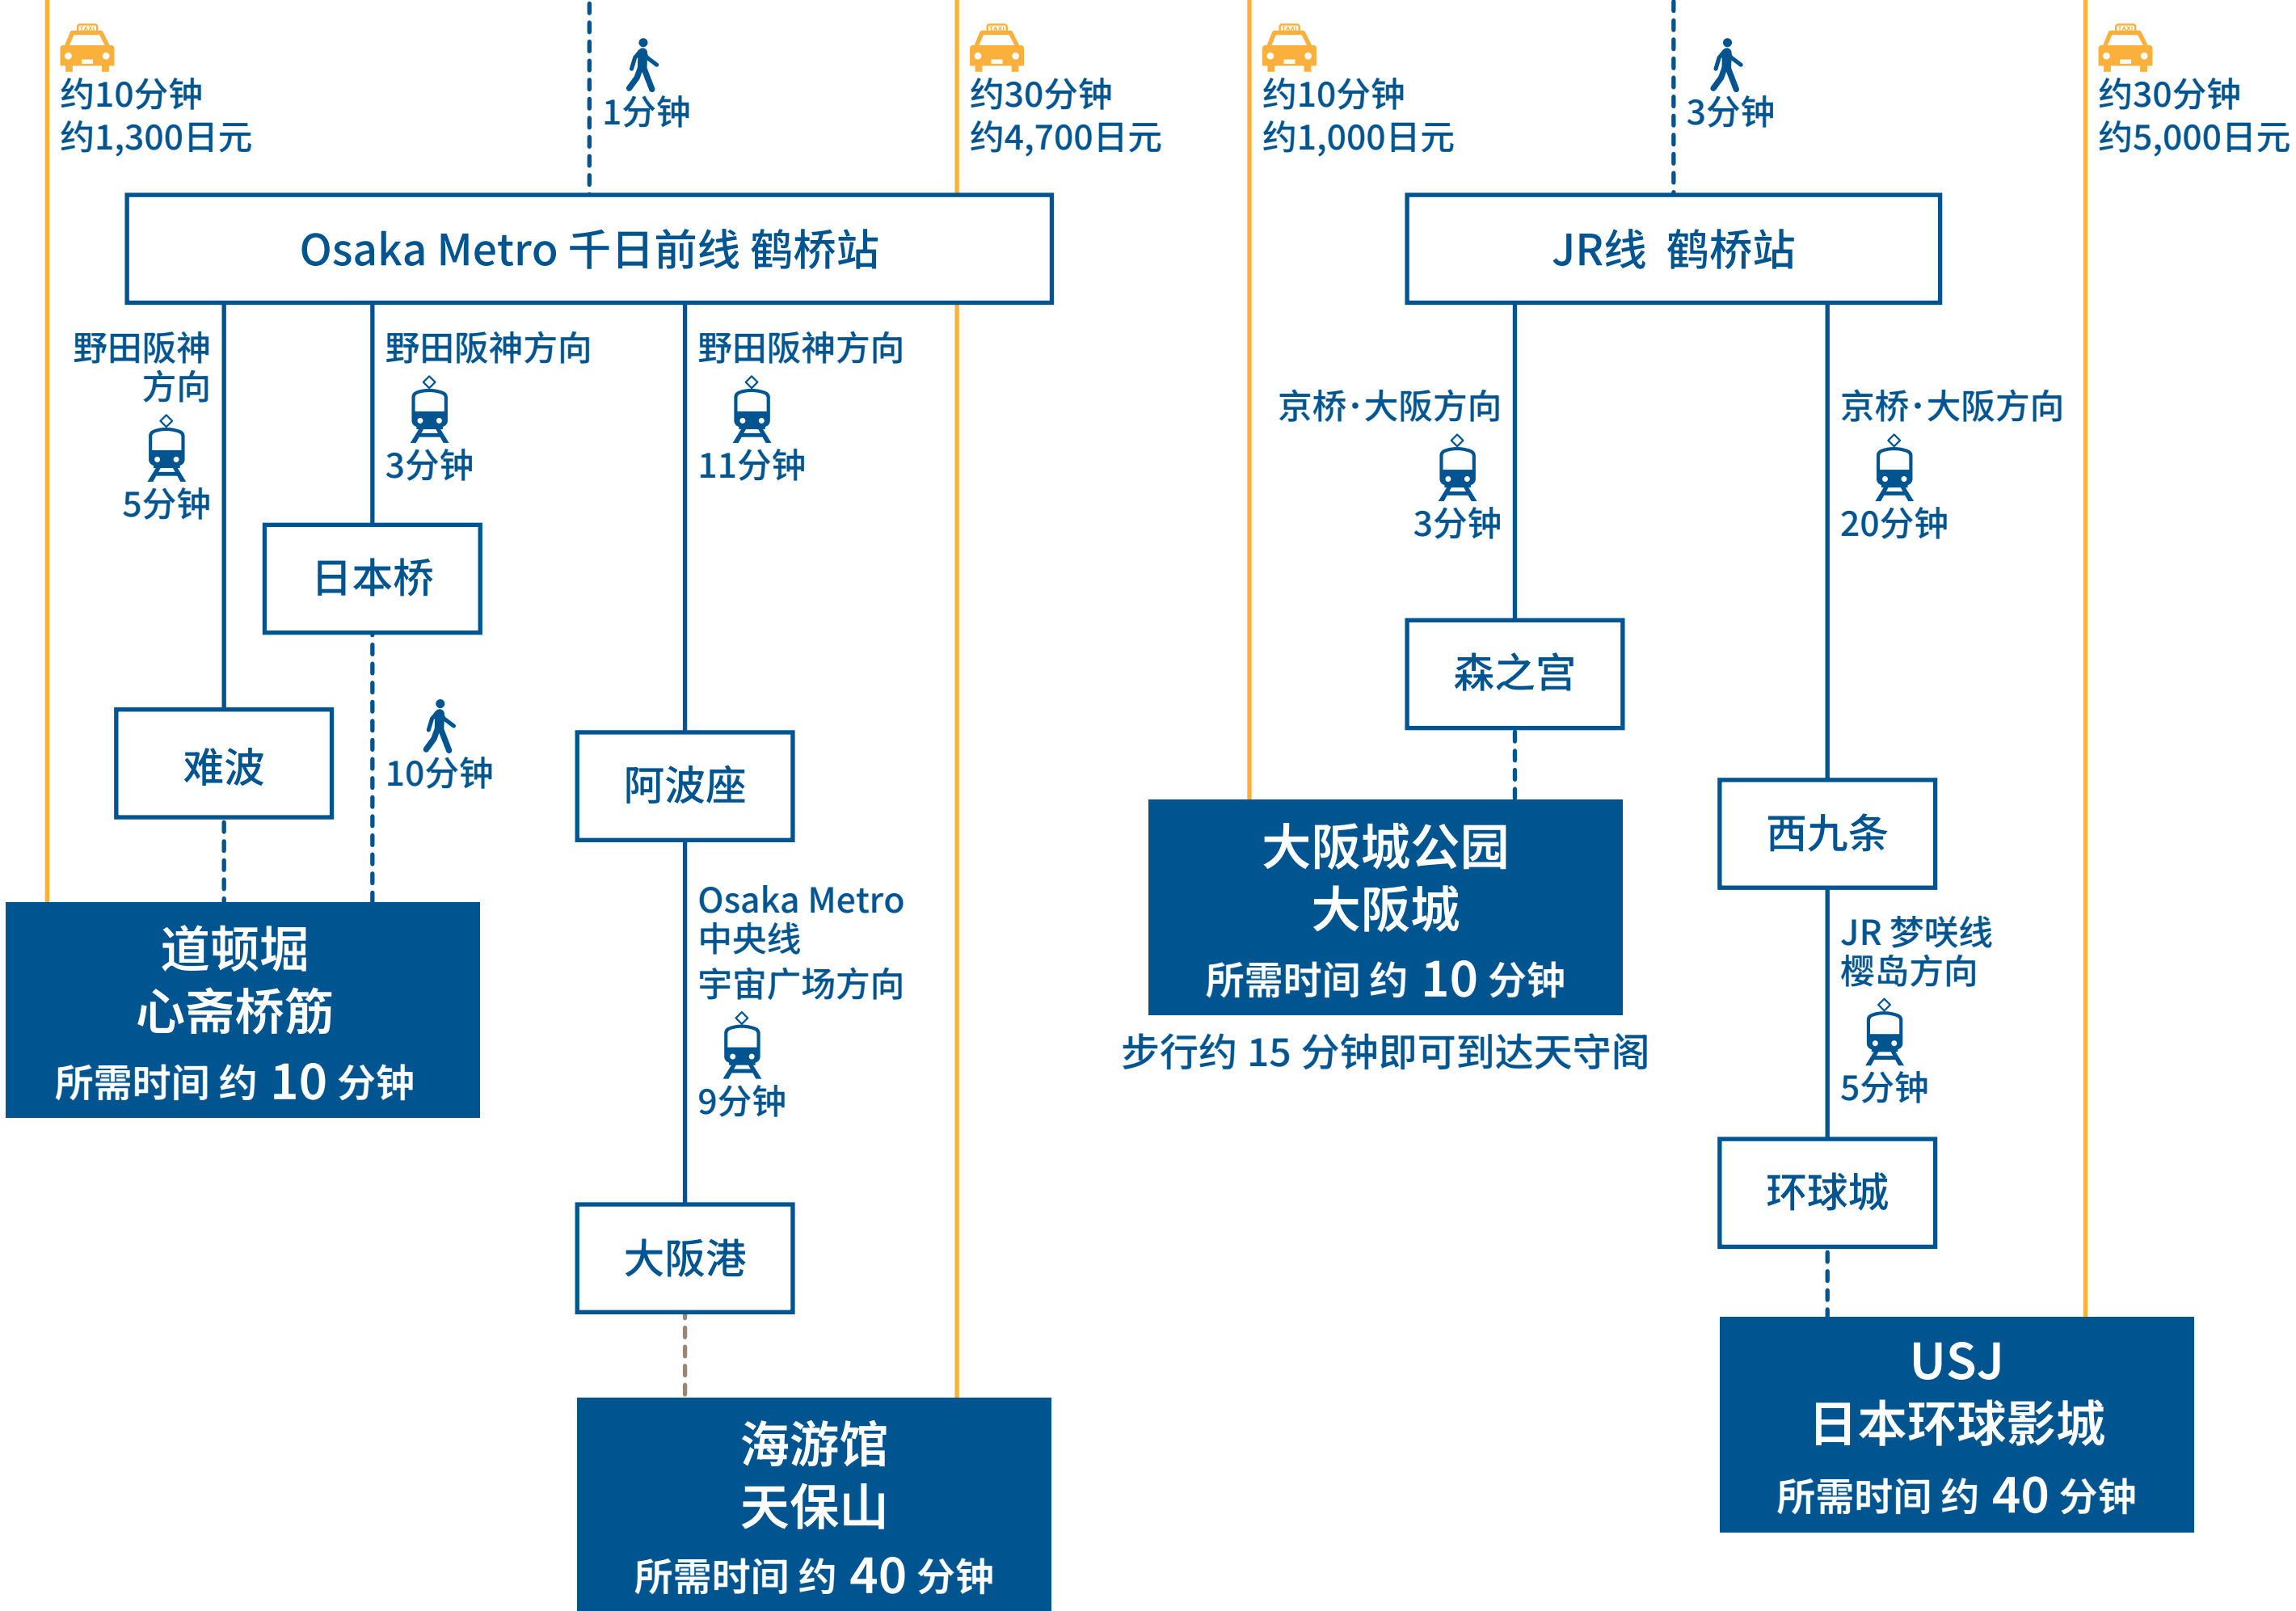 约10分钟
约1,300日元
1分钟
约30分钟
约4,700日元
Osaka Metro 千日前线 鹤桥站
野田阪神
方向
5分钟
野田阪神方向
3分钟
野田阪神方向
11分钟
日本桥
10分钟
难波
阿波座
道顿堀
心斋桥筋
所需时间 约 10 分钟
Osaka Metro
中央线
宇宙广场方向
9分钟
大阪港
海游馆
天保山
所需时间 约 40 分钟
约10分钟
约1,000日元
3分钟
约30分钟
约5,000日元
JR线 鹤桥站
京桥·大阪方向
3分钟
京桥·大阪方向
20分钟
森之宫
大阪城公园
大阪城
所需时间 约 10 分钟
步行约 15 分钟即可到达天守阁
西九条
JR 梦咲线
樱岛方向
5分钟
环球城
USJ
日本环球影城
所需时间 约 40 分钟